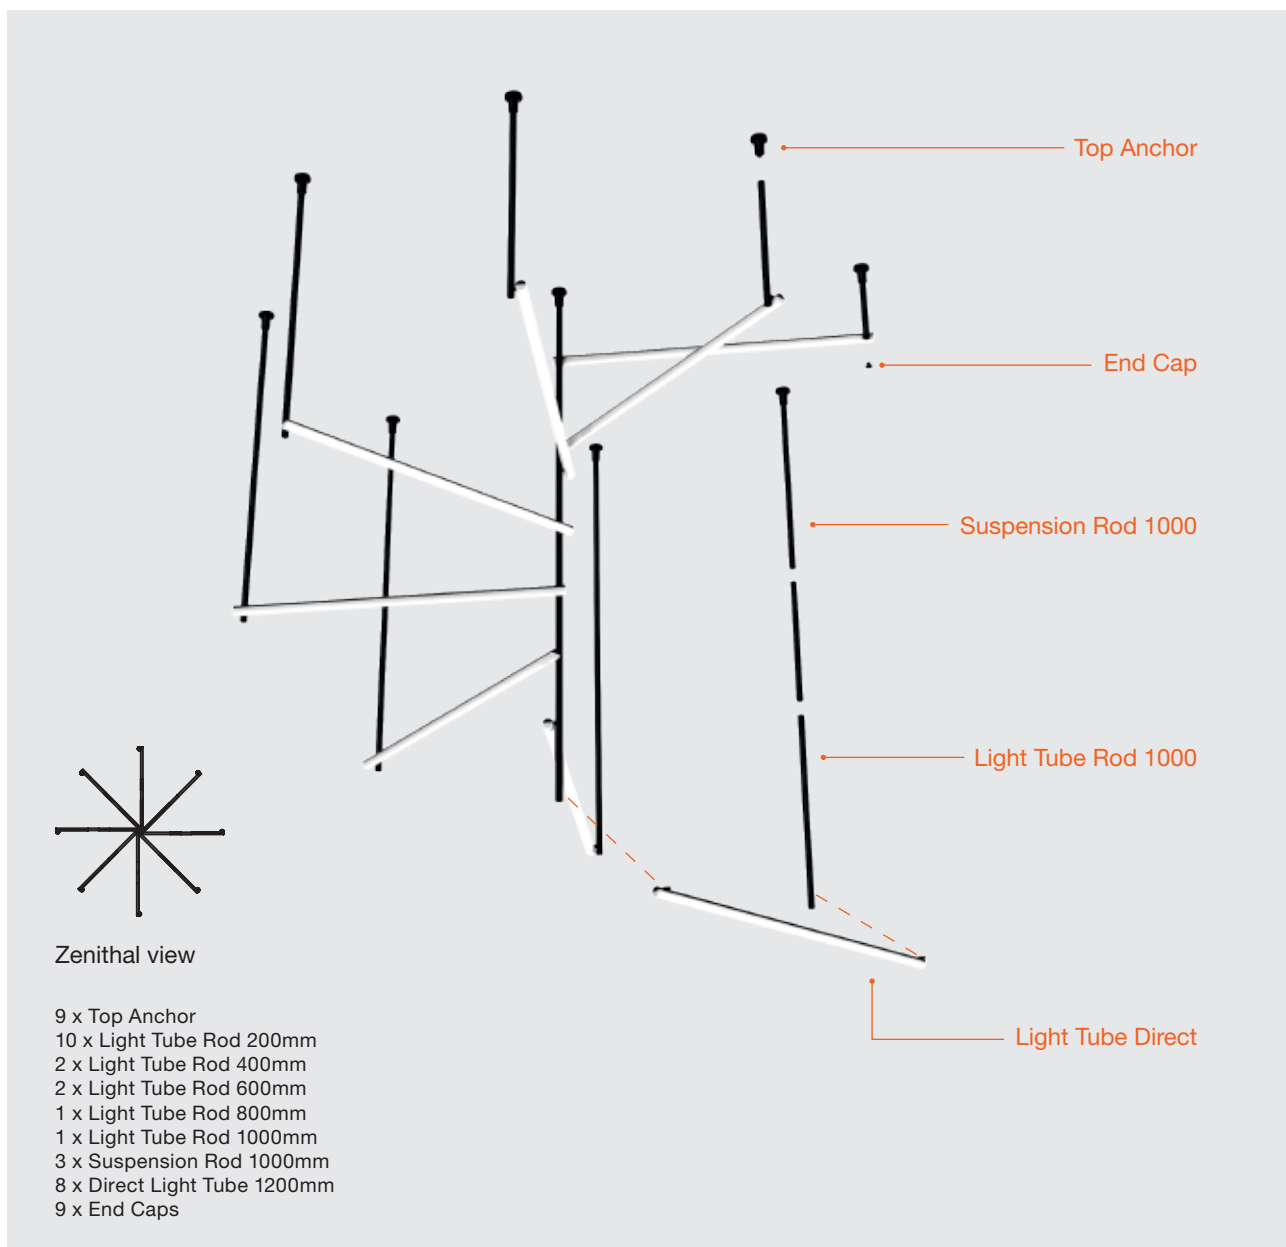 Top Anchor
End Cap
Suspension Rod 1000
Light Tube Rod 1000
Light Tube Direct
Zenithal view
9 x Top Anchor
10 x Light Tube Rod 200mm
2 x Light Tube Rod 400mm
2 x Light Tube Rod 600mm
1 x Light Tube Rod 800mm
1 x Light Tube Rod 1000mm
3 x Suspension Rod 1000mm
8 x Direct Light Tube 1200mm
9 x End Caps